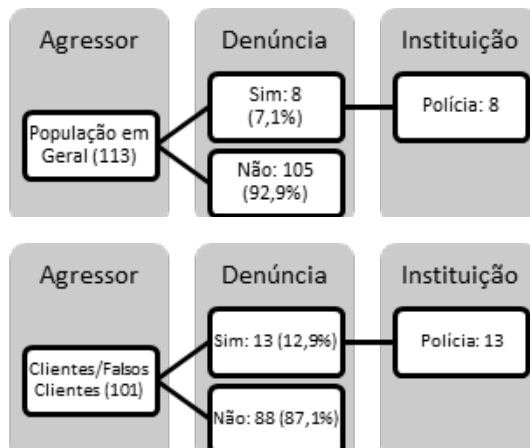 Agressor
Denúncia
Instituição
População em
Geral (113)
Sim: 8
(7,1%)
Não: 105
(92,9%)
Polícia: 8
Agressor
Denúncia
Instituição
Clientes/Falsos
Clientes (101)
Sim: 13 (12,9%)
Não: 88 (87,1%)
Polícia: 13